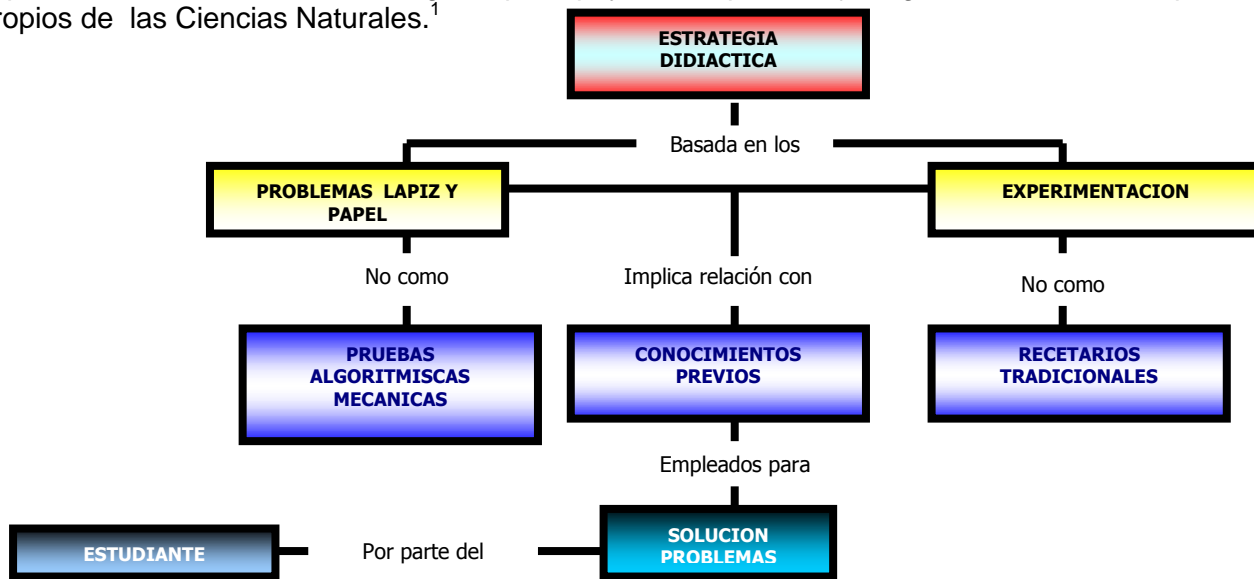 ropios de las Ciencias Naturales.1
ESTRATEGIA
DIDIACTICA
Basada en los
PROBLEMAS LAPIZ Y
PAPEL
EXPERIMENTACION
No como
Implica relación con
No como
PRUEBAS
ALGORITMISCAS
MECANICAS
CONOCIMIENTOS
PREVIOS
RECETARIOS
TRADICIONALES
Empleados para
SOLUCION
PROBLEMAS
Por parte del
ESTUDIANTE